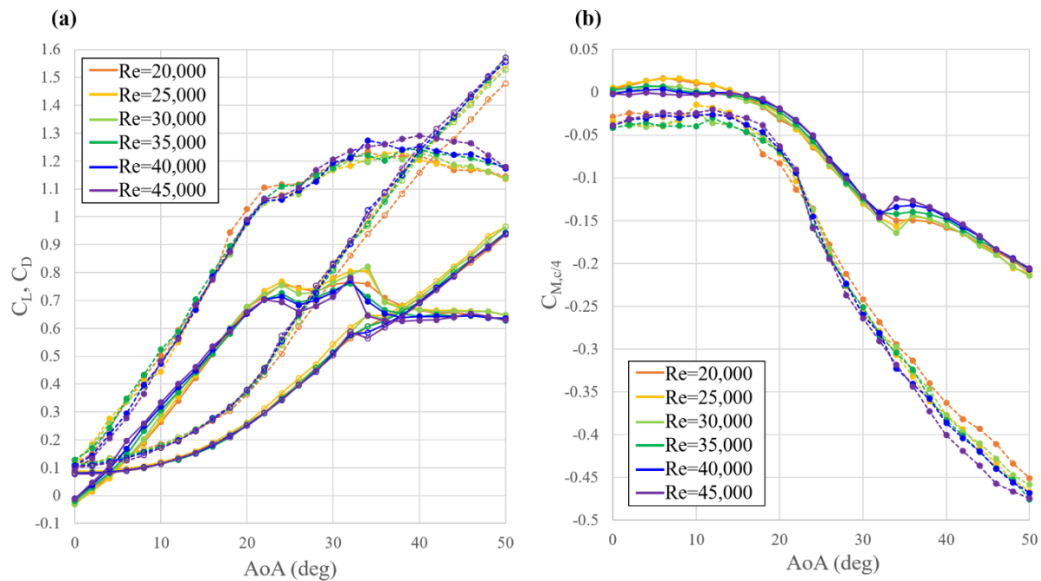 (a)
1.6
1.5
1.4
1.3
1.2
1.1
1
0.9
0.8
0.7
0.6
0.5
0.4
0.3
0.2
0.1
0
-0.1
C_L, C_D
Re=20,000
Re=25,000
Re=30,000
Re=35,000
Re=40,000
Re=45,000
0 10 20 30 40 50
AoA (deg)
(b)
0.05
0
-0.05
-0.1
-0.15
-0.2
-0.25
-0.3
-0.35
-0.4
-0.45
-0.5
C_M,c/4
Re=20,000
Re=25,000
Re=30,000
Re=35,000
Re=40,000
Re=45,000
0 10 20 30 40 50
AoA (deg)